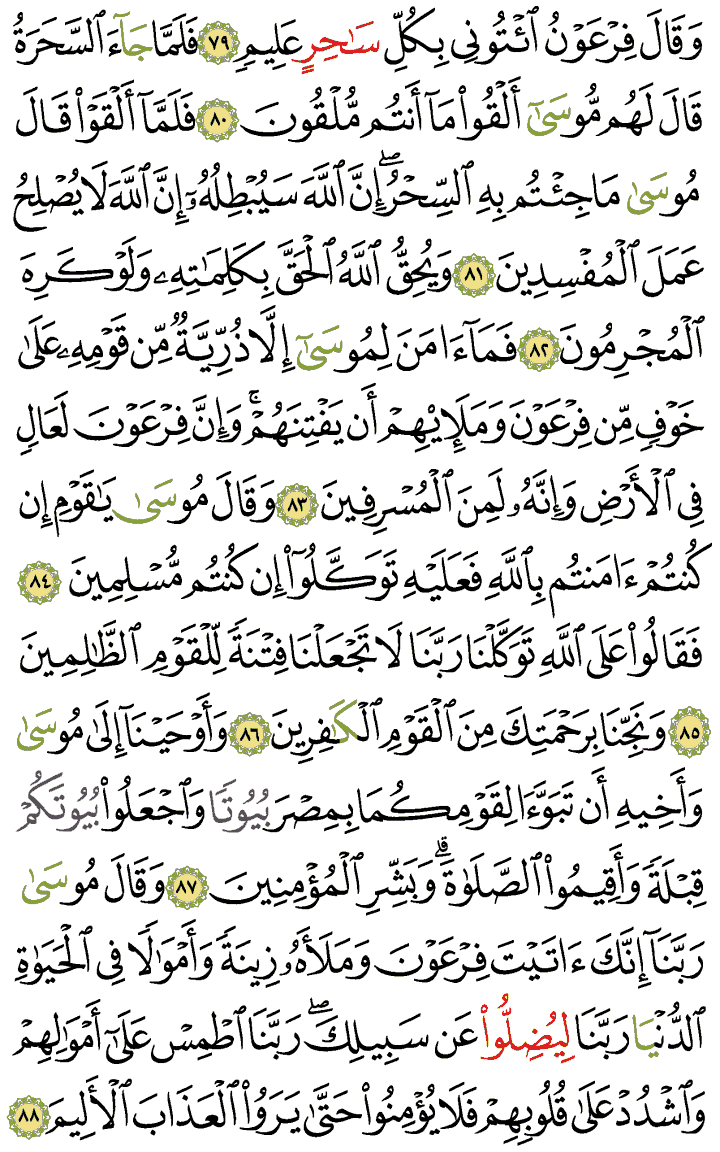 وَقَالَ فِرْعَوْنُ ٱئْتُونِي بِكُلِّ سَٰحِرٍ عَلِيمٖ ٧٩ فَلَمَّا جَآءَ ٱلسَّحَرَةُ
قَالَ لَهُم مُّوسَىٰٓ أَلْقُوا۟ مَآ أَنتُم مُّلْقُونَ ٨٠ فَلَمَّآ أَلْقَوْا۟ قَالَ
مُوسَىٰ مَا جِئْتُم بِهِ ٱلسِّحْرُۖ إِنَّ ٱللَّهَ سَيُبْطِلُهُۥٓ إِنَّ ٱللَّهَ لَا يُصْلِحُ
عَمَلَ ٱلْمُفْسِدِينَ ٨١ وَيُحِقُّ ٱللَّهُ ٱلْحَقَّ بِكَلِمَٰتِهِۦ وَلَوْ كَرِهَ
ٱلْمُجْرِمُونَ ٨٢ فَمَآ ءَامَنَ لِمُوسَىٰٓ إِلَّا ذُرِّيَّةٞ مِّن قَوْمِهِۦ عَلَىٰ
خَوْفٖ مِّن فِرْعَوْنَ وَمَلَإِي۟هِمْ أَن يَفْتِنَهُمْۚ وَإِنَّ فِرْعَوْنَ لَعَالٖ
فِي ٱلْأَرْضِ وَإِنَّهُۥ لَمِنَ ٱلْمُسْرِفِينَ ٨٣ وَقَالَ مُوسَىٰ يَٰقَوْمِ إِن
كُنتُمْ ءَامَنتُم بِٱللَّهِ فَعَلَيْهِ تَوَكَّلُوٓا۟ إِن كُنتُم مُّسْلِمِينَ ٨٤
فَقَالُوا۟ عَلَى ٱللَّهِ تَوَكَّلْنَا رَبَّنَا لَا تَجْعَلْنَا فِتْنَةٗ لِّلْقَوْمِ ٱلظَّٰلِمِينَ
٨٥ وَنَجِّنَا بِرَحْمَتِكَ مِنَ ٱلْقَوْمِ ٱلْكَٰفِرِينَ ٨٦ وَأَوْحَيْنَآ إِلَىٰ مُوسَىٰ
وَأَخِيهِ أَن تَبَوَّءَا لِقَوْمِكُمَا بِمِصْرَ بُيُوتٗا وَٱجْعَلُوا۟ بُيُوتَكُمْ
قِبْلَةٗ وَأَقِيمُوا۟ ٱلصَّلَوٰةَۗ وَبَشِّرِ ٱلْمُؤْمِنِينَ ٨٧ وَقَالَ مُوسَىٰ
رَبَّنَآ إِنَّكَ ءَاتَيْتَ فِرْعَوْنَ وَمَلَأَهُۥ زِينَةٗ وَأَمْوَٰلٗا فِي ٱلْحَيَوٰةِ
ٱلدُّنْيَا رَبَّنَا لِيُضِلُّوا۟ عَن سَبِيلِكَۖ رَبَّنَا ٱطْمِسْ عَلَىٰٓ أَمْوَٰلِهِمْ
وَٱشْدُدْ عَلَىٰ قُلُوبِهِمْ فَلَا يُؤْمِنُوا۟ حَتَّىٰ يَرَوُا۟ ٱلْعَذَابَ ٱلْأَلِيمَ ٨٨